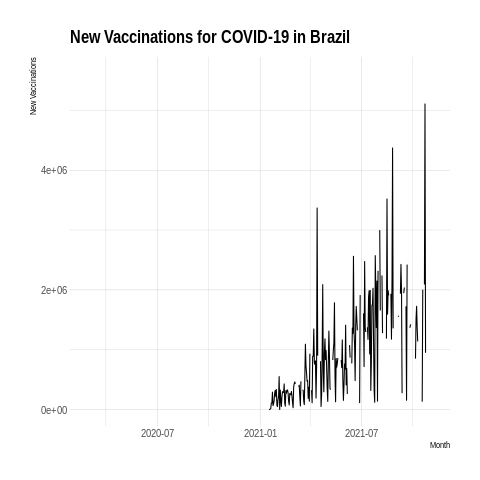 New Vaccinations for COVID-19 in Brazil
New Vaccinations
4e+06
2e+06
0e+00
2020-07 2021-01 2021-07
Month